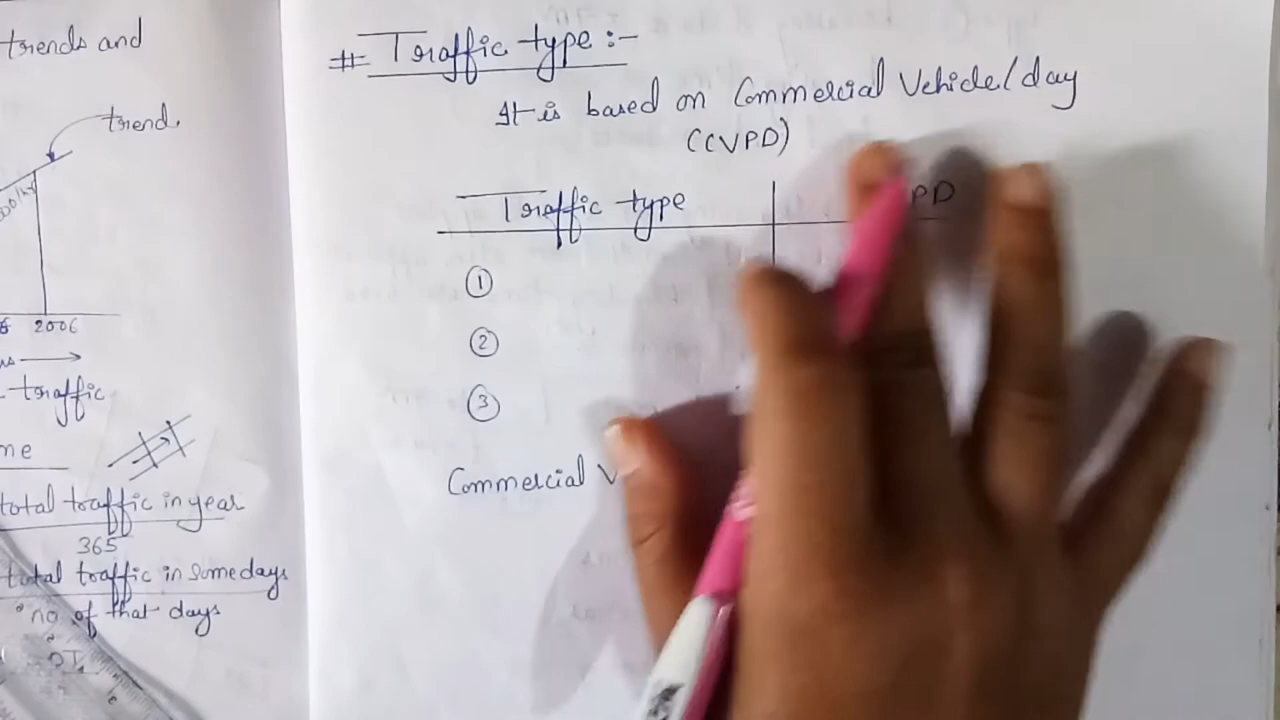 trends and
trend
2006
traffic
me
total traffic in year
365
total traffic in some days
no of that days
# Traffic type :-
It is based on Commercial Vehicle/day
(CVPD)
Traffic type PD
①
②
③
Commercial V